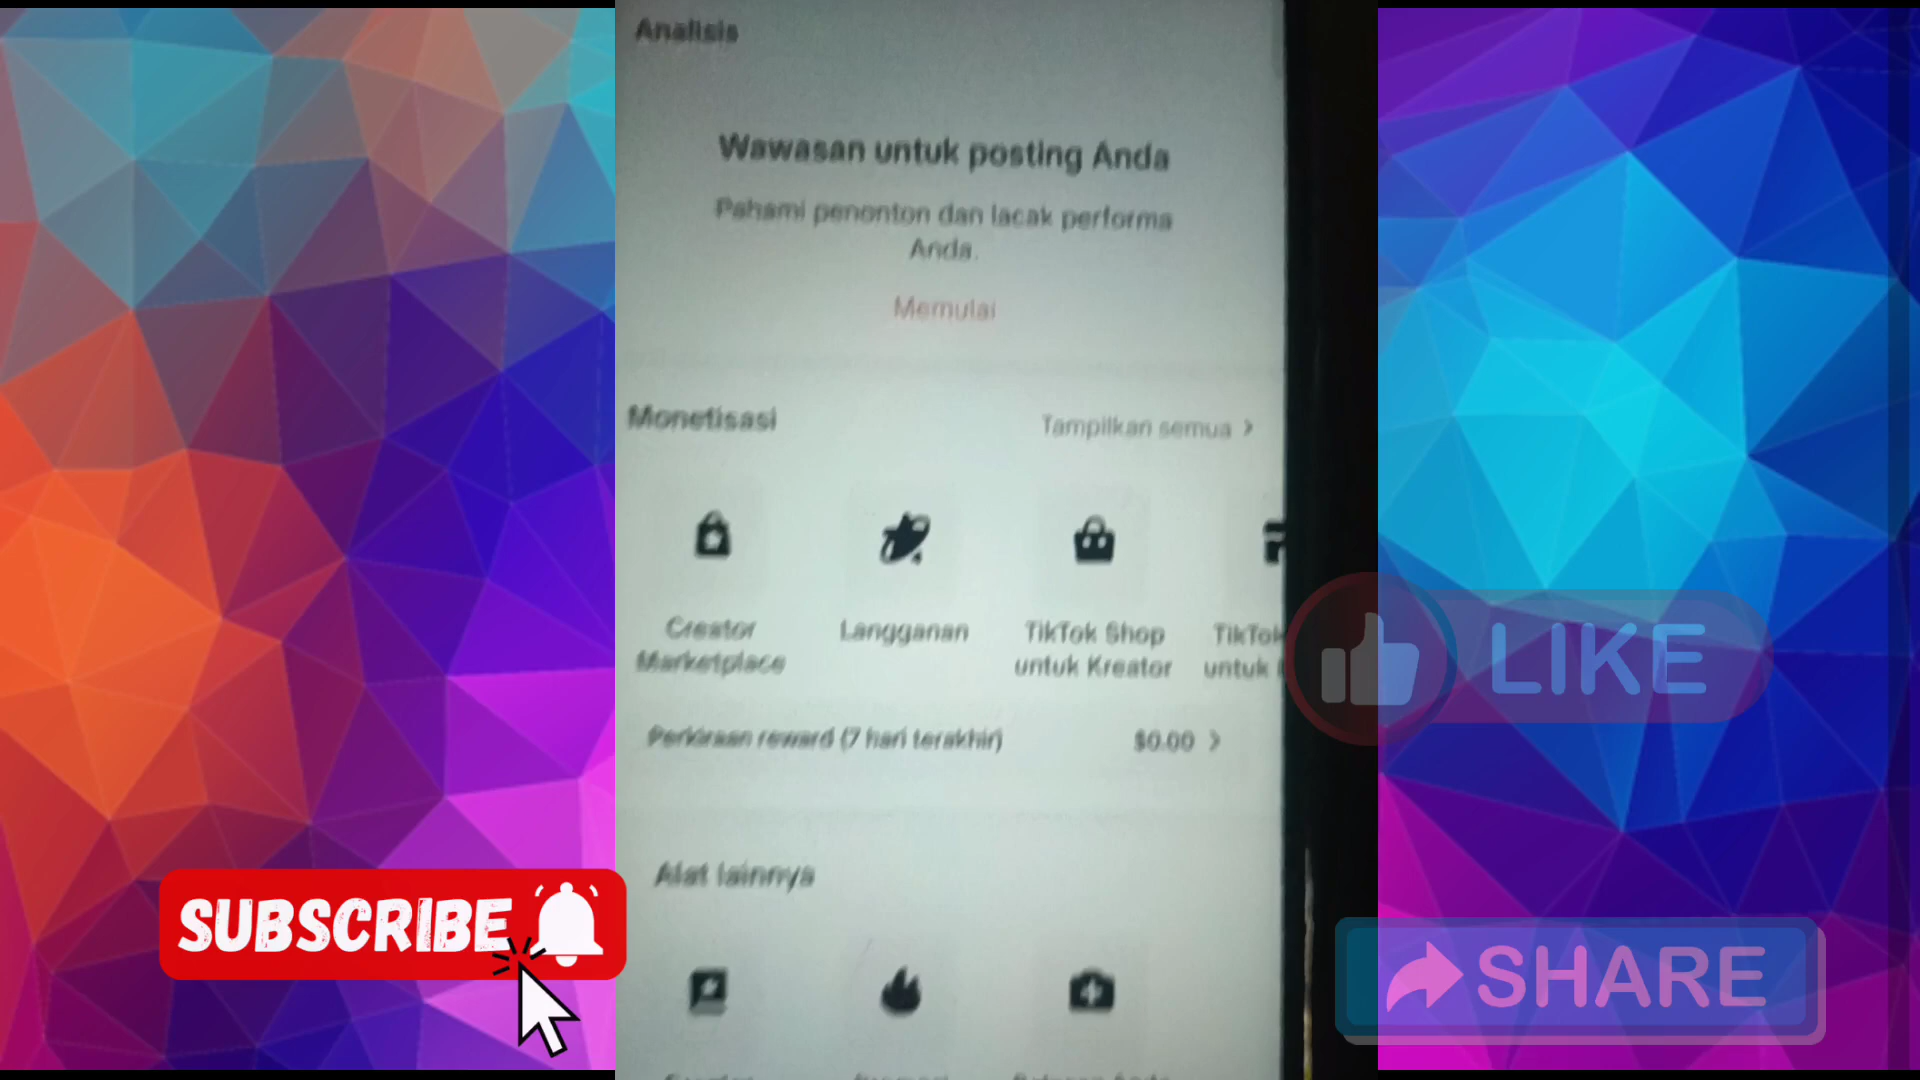 Analisis
Wawasan untuk posting Anda
Pahami penonton dan lacak performa
Anda.
Memulai
Monetisasi
Tampilkan semua
Creator
Marketplace
Langganan
TikTok Shop
untuk Kreator
TikTok
untuk
Perkiraan reward (7 hari terakhir)
$0.00
Alat lainnya
SUBSCRIBE
LIKE
SHARE